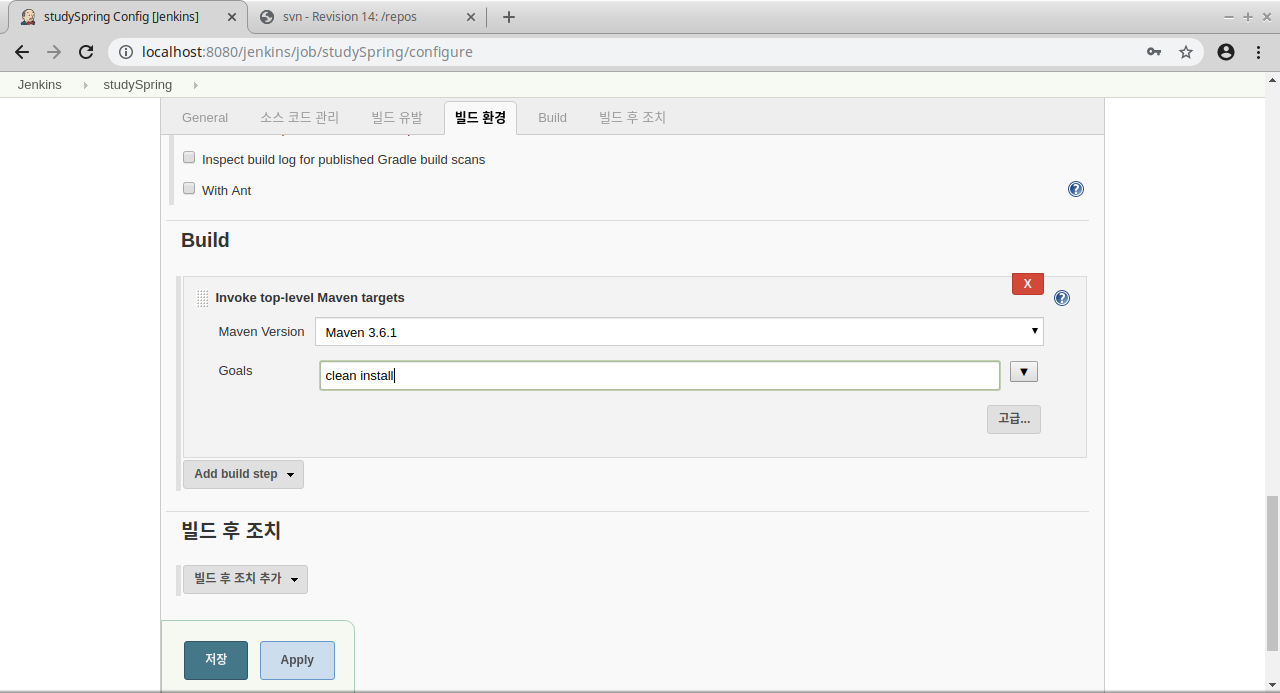 studySpring Config [Jenkins]
svn - Revision 14: /repos
localhost:8080/jenkins/job/studySpring/configure
Jenkins
studySpring
General
소스 코드 관리
빌드 유발
빌드 환경
Build
빌드 후 조치
Inspect build log for published Gradle build scans
With Ant
Build
X
Invoke top-level Maven targets
Maven Version
Maven 3.6.1
Goals
clean install
고급...
Add build step
빌드 후 조치
빌드 후 조치 추가
저장
Apply